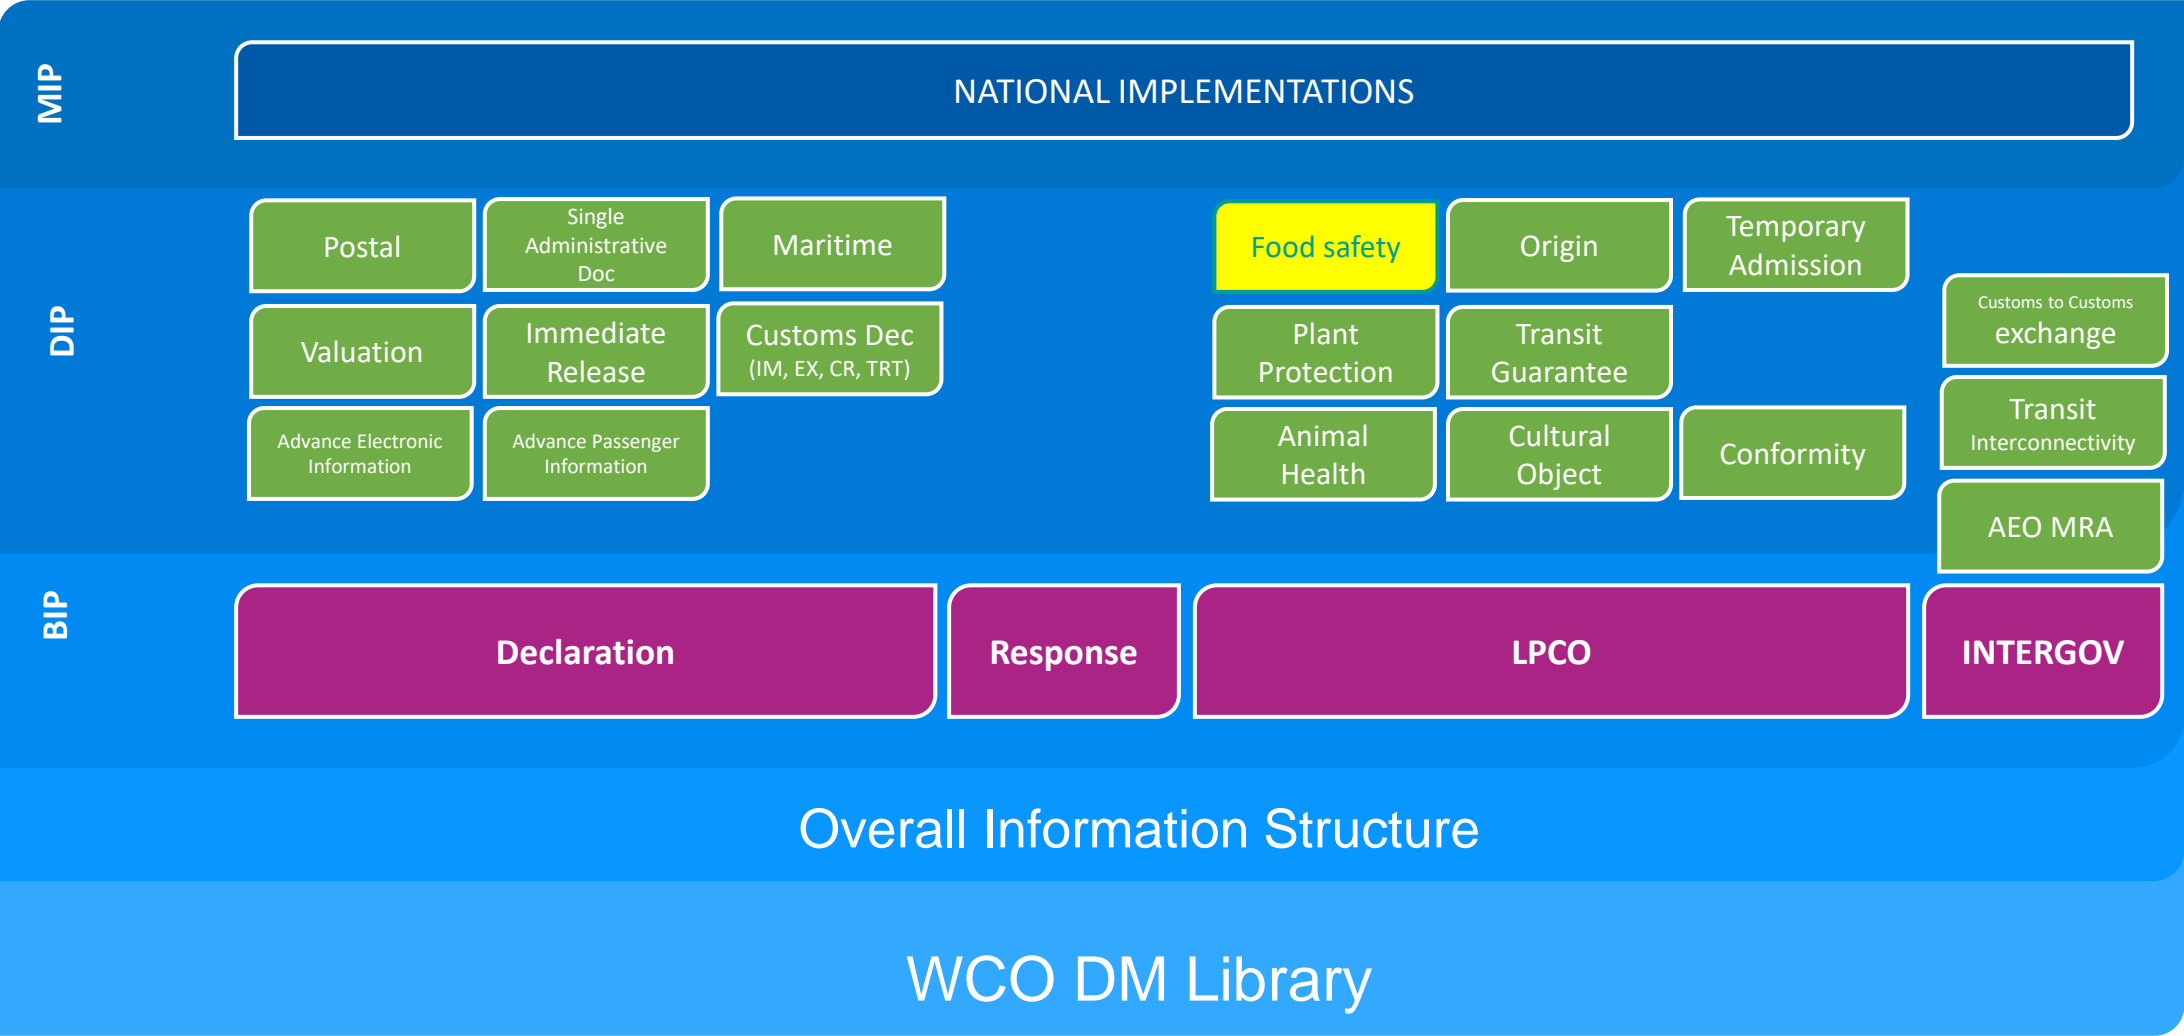 MIP
NATIONAL IMPLEMENTATIONS
DIP
Postal
Single
Administrative
Doc
Maritime
Valuation
Immediate
Release
Customs Dec
(IM, EX, CR, TRT)
Advance Electronic
Information
Advance Passenger
Information
Food safety
Origin
Temporary
Admission
Plant
Protection
Transit
Guarantee
Animal
Health
Cultural
Object
Conformity
Customs to Customs
exchange
Transit
Interconnectivity
AEO MRA
BIP
Declaration
Response
LPCO
INTERGOV
Overall Information Structure
WCO DM Library